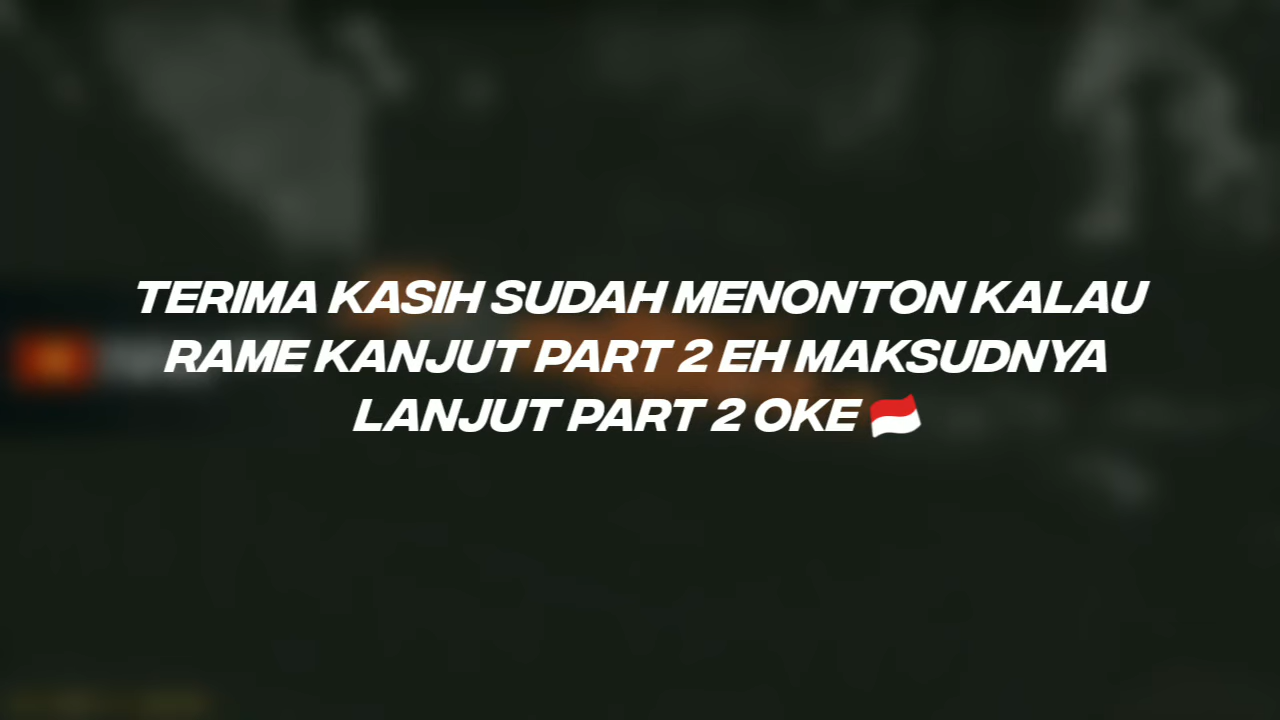 TERIMA KASIH SUDAH MENONTON KALAU
RAME KANJUT PART 2 EH MAKSUDNYA
LANJUT PART 2 OKE 🇮🇩